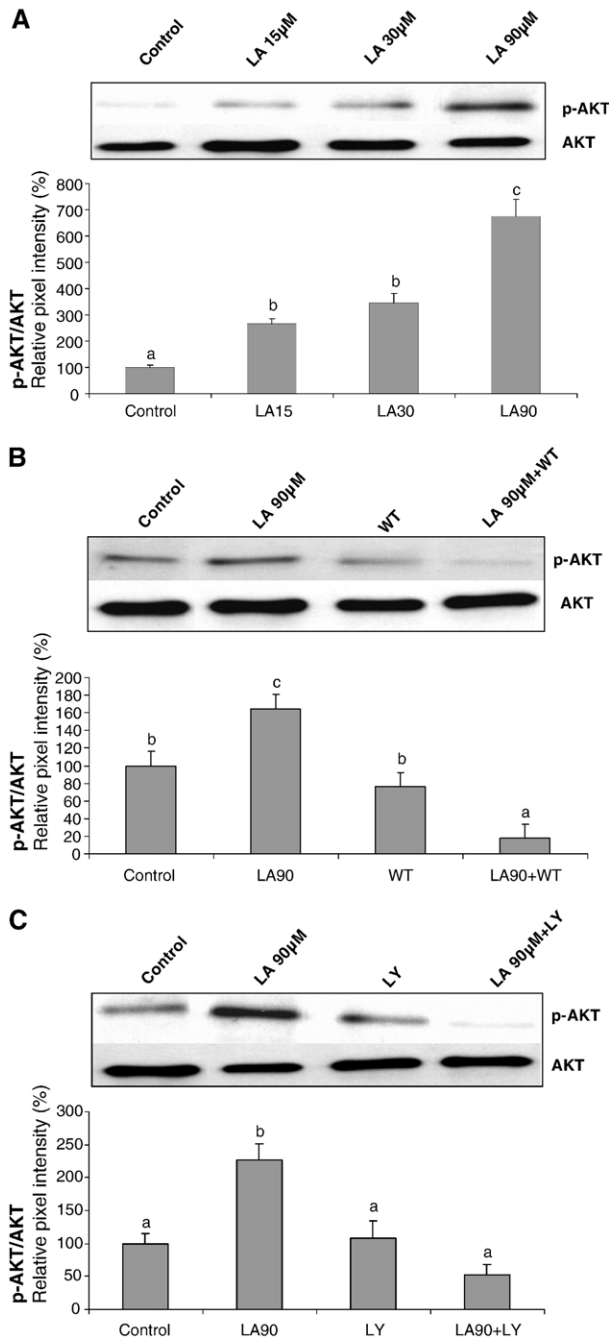 A
Control LA 15µM LA 30µM LA 90µM
p-AKT
AKT
p-AKT/AKT
Relative pixel intensity (%)
800
700
600
500
400
300
200
100
0
a b b c
Control LA15 LA30 LA90
B
Control LA 90µM WT LA 90µM+WT
p-AKT
AKT
p-AKT/AKT
Relative pixel intensity (%)
200
180
160
140
120
100
80
60
40
20
0
b c b a
Control LA90 WT LA90+WT
C
Control LA 90µM LY LA 90µM+LY
p-AKT
AKT
p-AKT/AKT
Relative pixel intensity (%)
300
250
200
150
100
50
0
a b a a
Control LA90 LY LA90+LY